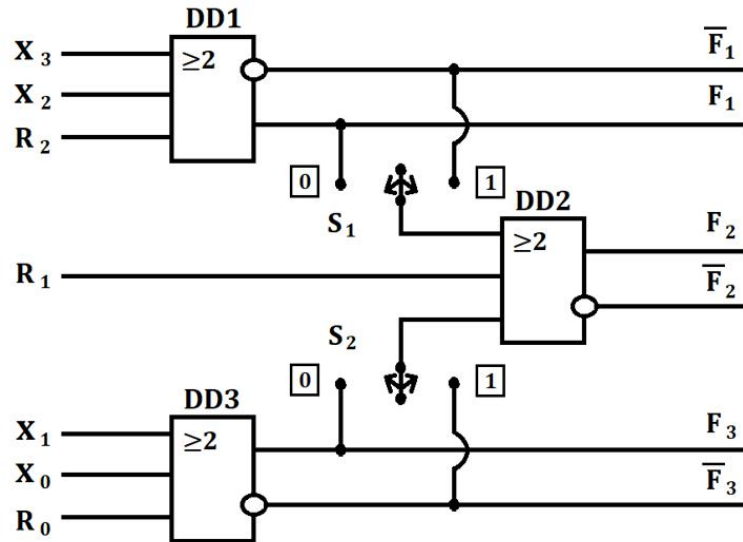 DD1
X₃
≥2
F̅₁
X₂
F₁
R₂
0
1
S₁
DD2
≥2
F₂
R₁
F̅₂
S₂
0
1
DD3
X₁
≥2
F₃
X₀
F̅₃
R₀